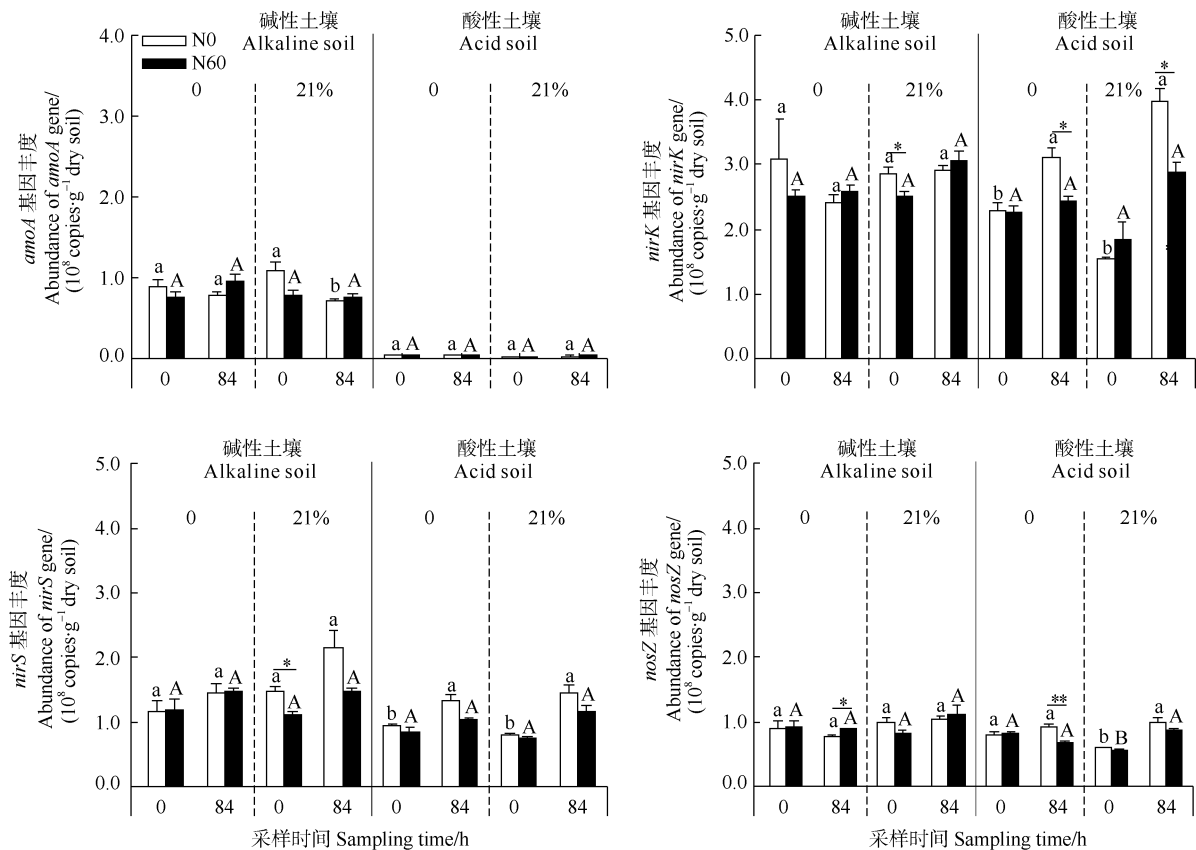 碱性土壤
Alkaline soil
酸性土壤
Acid soil
N0
N60
0
21%
0
21%
amoA 基因丰度
Abundance of amoA gene/
(10⁸ copies·g⁻¹ dry soil)
4.0
3.0
2.0
1.0
0.0
a A a A a A b A a A a A a A a A
0 84 0 84 0 84 0 84
碱性土壤
Alkaline soil
酸性土壤
Acid soil
0
21%
0
21%
nirK 基因丰度
Abundance of nirK gene/
(10⁸ copies·g⁻¹ dry soil)
5.0
4.0
3.0
2.0
1.0
0.0
a A a A a * A a A b A a * A b A a * A
0 84 0 84 0 84 0 84
碱性土壤
Alkaline soil
酸性土壤
Acid soil
0
21%
0
21%
nirS 基因丰度
Abundance of nirS gene/
(10⁸ copies·g⁻¹ dry soil)
5.0
4.0
3.0
2.0
1.0
0.0
a A a A a * A a A b A a A b A a A
0 84 0 84 0 84 0 84
采样时间 Sampling time/h
碱性土壤
Alkaline soil
酸性土壤
Acid soil
0
21%
0
21%
nosZ 基因丰度
Abundance of nosZ gene/
(10⁸ copies·g⁻¹ dry soil)
5.0
4.0
3.0
2.0
1.0
0.0
a A a * A a A a A a A a ** A b B a A
0 84 0 84 0 84 0 84
采样时间 Sampling time/h